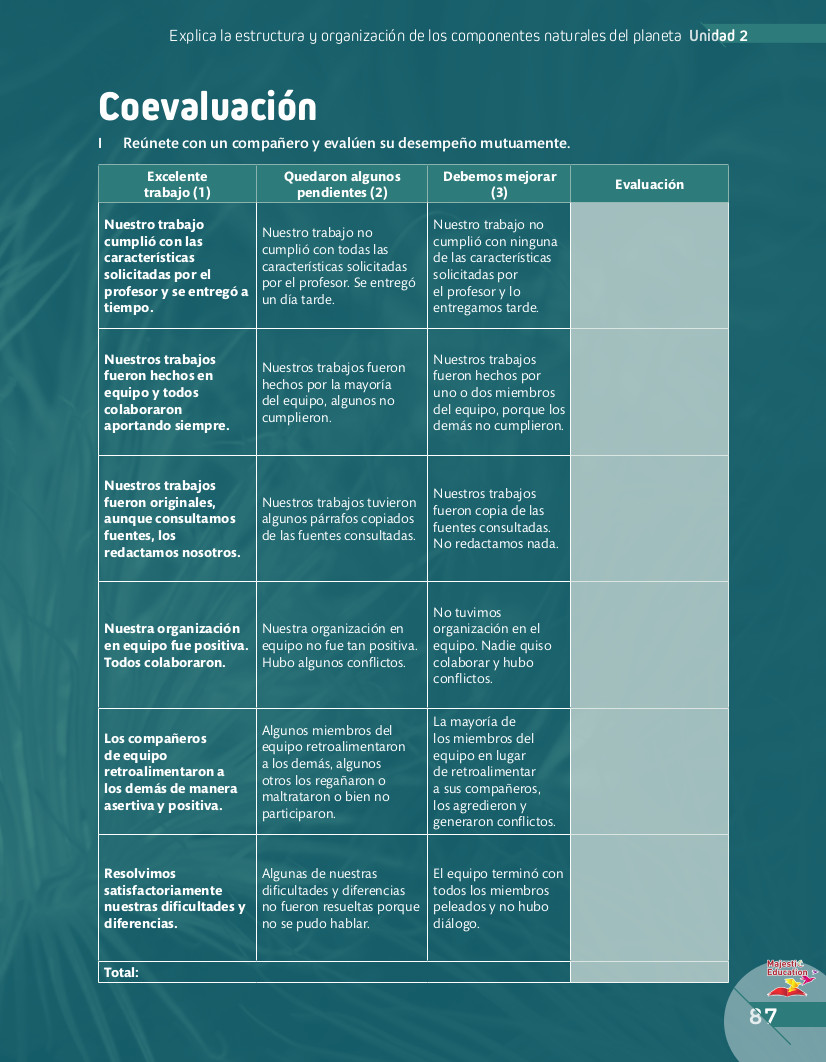 Explica la estructura y organización de los componentes naturales del planeta Unidad 2
Coevaluación
I Reúnete con un compañero y evalúen su desempeño mutuamente.
Excelente
trabajo (1)
Quedaron algunos
pendientes (2)
Debemos mejorar
(3)
Evaluación
Nuestro trabajo
cumplió con las
características
solicitadas por el
profesor y se entregó a
tiempo.
Nuestro trabajo no
cumplió con todas las
características solicitadas
por el profesor. Se entregó
un día tarde.
Nuestro trabajo no
cumplió con ninguna
de las características
solicitadas por
el profesor y lo
entregamos tarde.
Nuestros trabajos
fueron hechos en
equipo y todos
colaboraron
aportando siempre.
Nuestros trabajos fueron
hechos por la mayoría
del equipo, algunos no
cumplieron.
Nuestros trabajos
fueron hechos por
uno o dos miembros
del equipo, porque los
demás no cumplieron.
Nuestros trabajos
fueron originales,
aunque consultamos
fuentes, los
redactamos nosotros.
Nuestros trabajos tuvieron
algunos párrafos copiados
de las fuentes consultadas.
Nuestros trabajos
fueron copia de las
fuentes consultadas.
No redactamos nada.
Nuestra organización
en equipo fue positiva.
Todos colaboraron.
Nuestra organización en
equipo no fue tan positiva.
Hubo algunos conflictos.
No tuvimos
organización en el
equipo. Nadie quiso
colaborar y hubo
conflictos.
Los compañeros
de equipo
retroalimentaron a
los demás de manera
asertiva y positiva.
Algunos miembros del
equipo retroalimentaron
a los demás, algunos
otros los regañaron o
maltrataron o bien no
participaron.
La mayoría de
los miembros del
equipo en lugar
de retroalimentar
a sus compañeros,
los agredieron y
generaron conflictos.
Resolvimos
satisfactoriamente
nuestras dificultades y
diferencias.
Algunas de nuestras
dificultades y diferencias
no fueron resueltas porque
no se pudo hablar.
El equipo terminó con
todos los miembros
peleados y no hubo
diálogo.
Total:
Majestic
Education
87